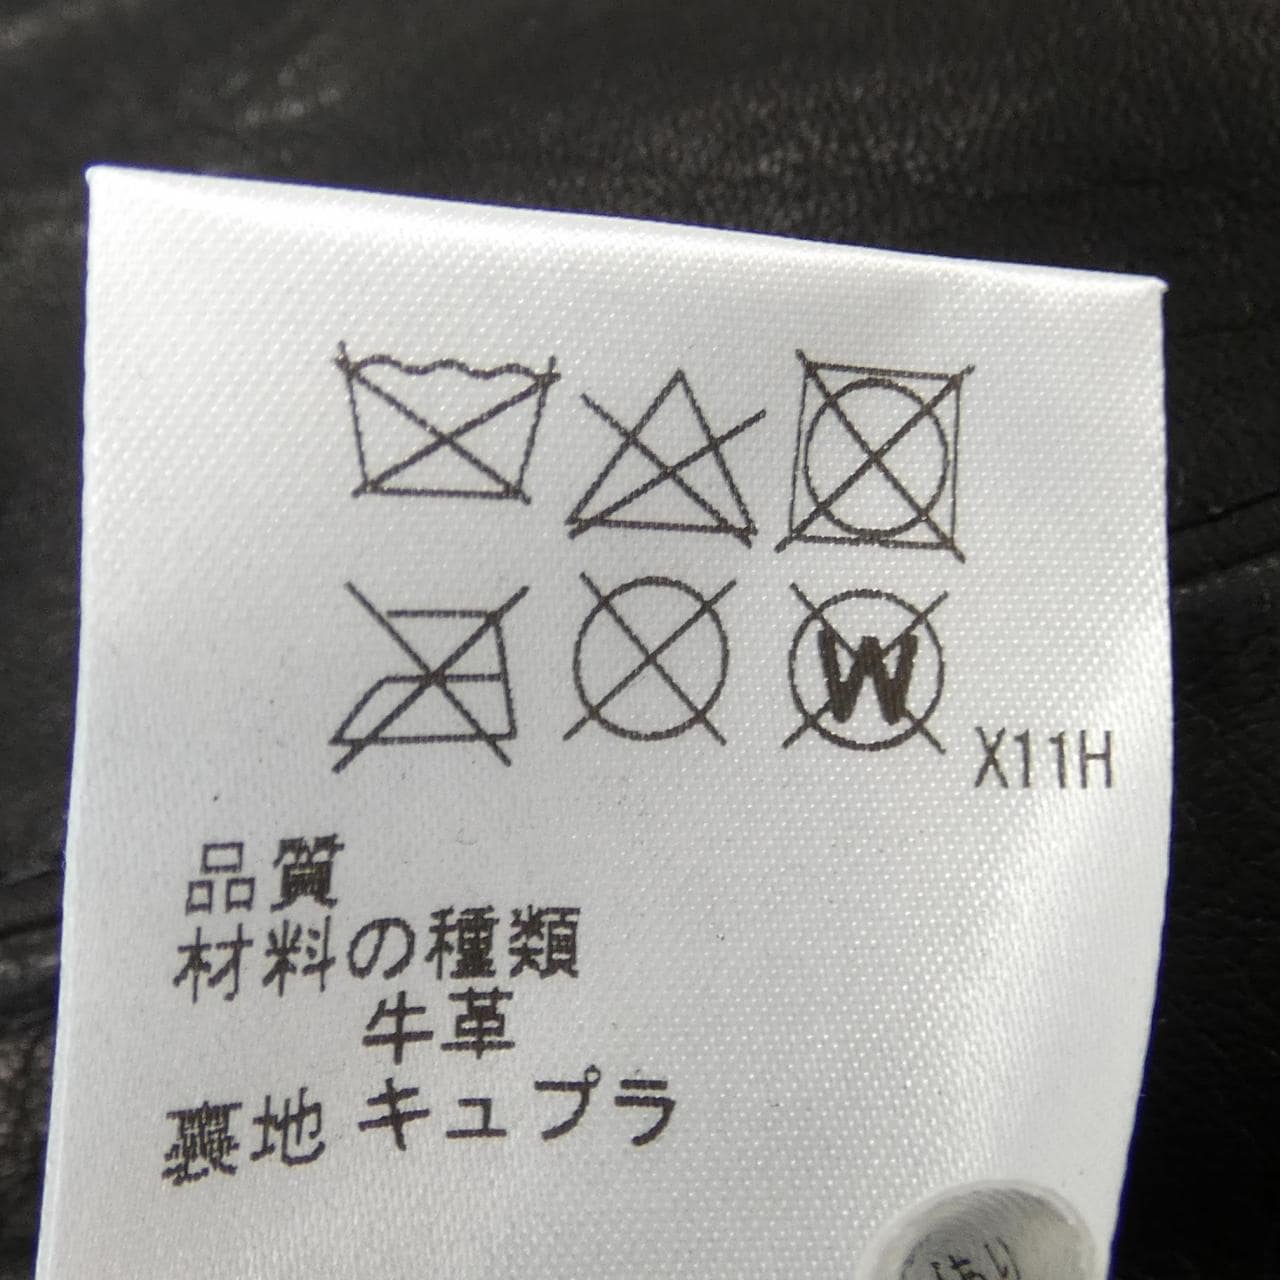 W
X11H
品質
材料の種類
牛革
裏地 キュプラ